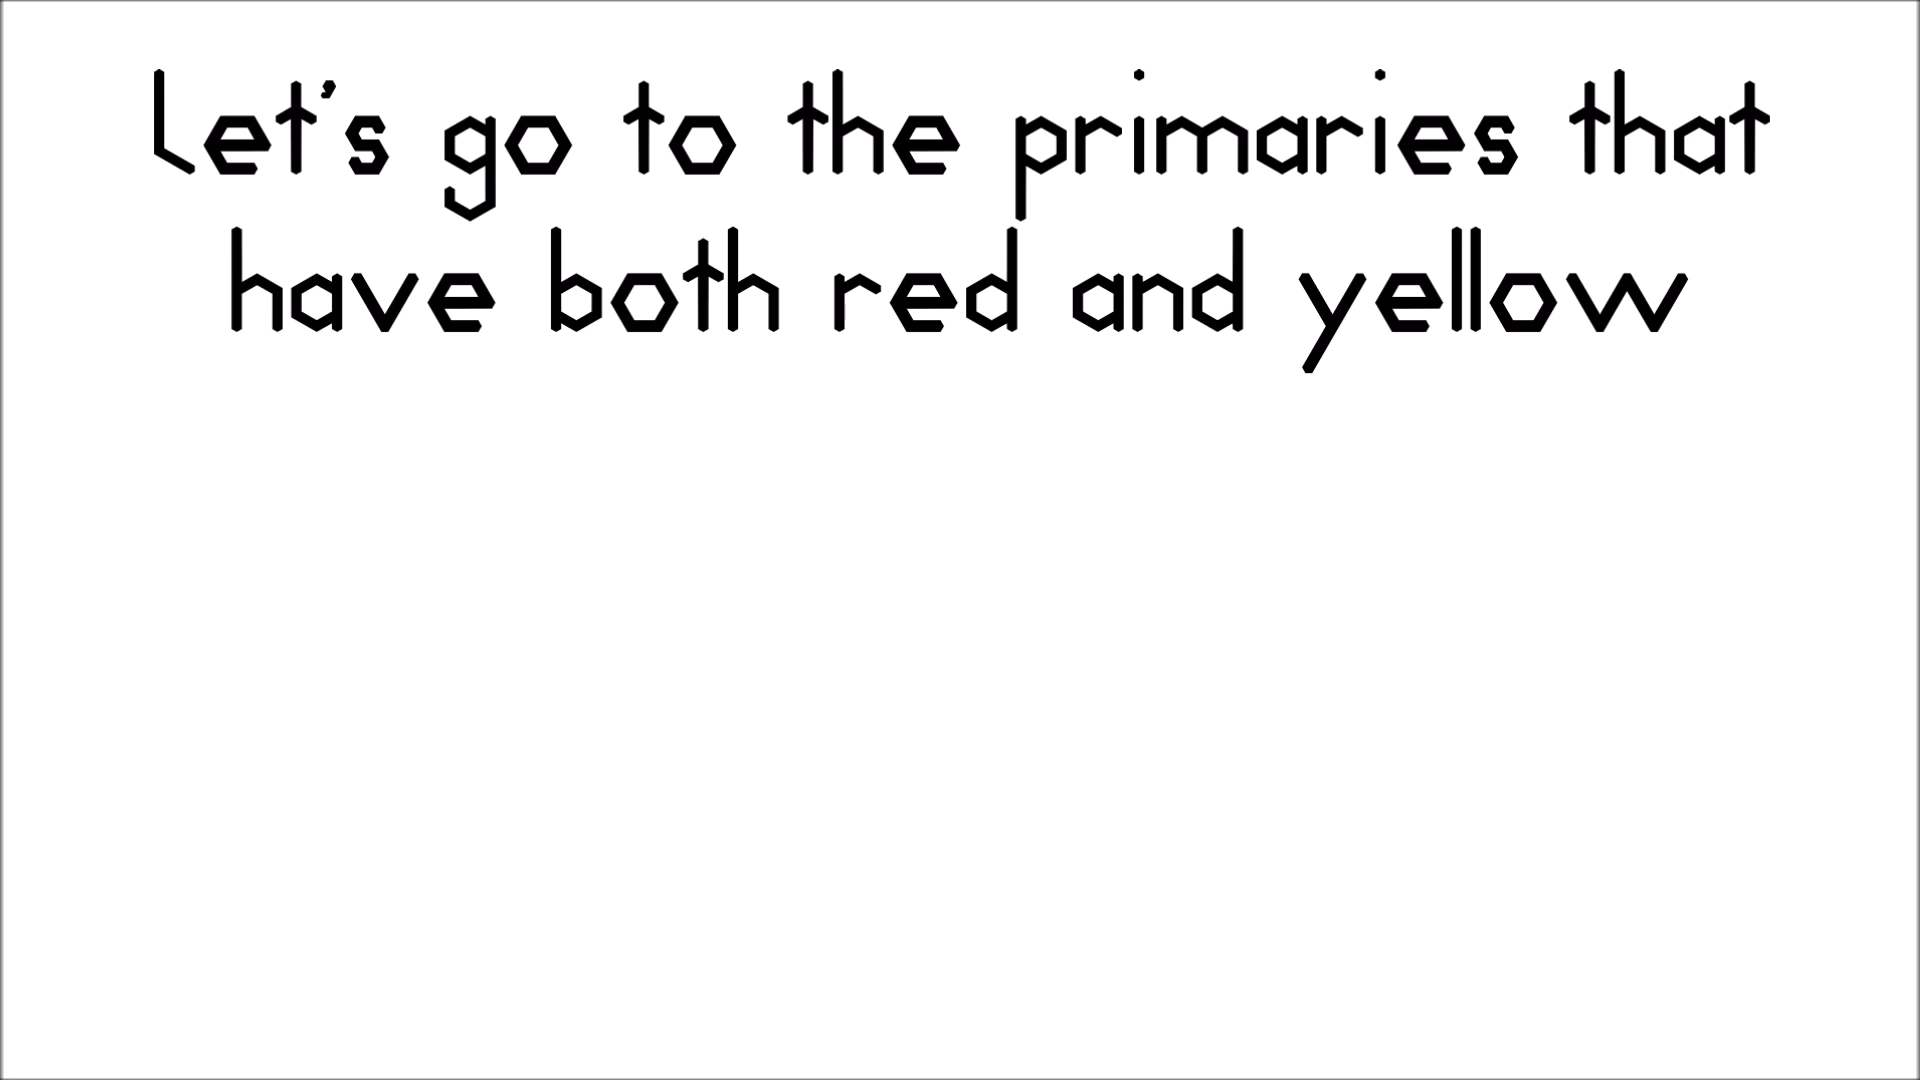 Let's go to the primaries that
have both red and yellow